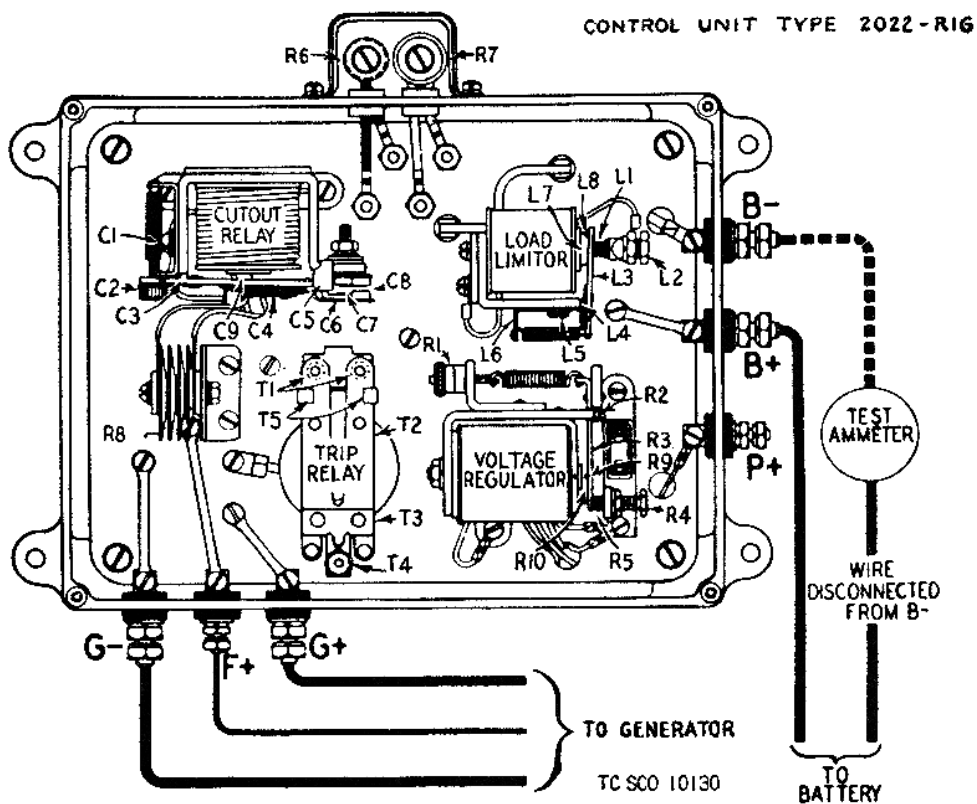 CONTROL UNIT TYPE 2022-R16
R6
R7
CUTOUT
RELAY
C1
C2
C3
C9
C4
C5
C6
C7
C8
L7
L8
L1
LOAD
LIMITOR
L3
L2
L4
L6
L5
B-
B+
P+
TEST
AMMETER
R1
T1
T5
R8
T2
TRIP
RELAY
T3
T4
R2
R3
R9
VOLTAGE
REGULATOR
R4
R10
R5
WIRE
DISCONNECTED
FROM B-
G-
F+
G+
TO GENERATOR
TC SCO 10130
TO
BATTERY